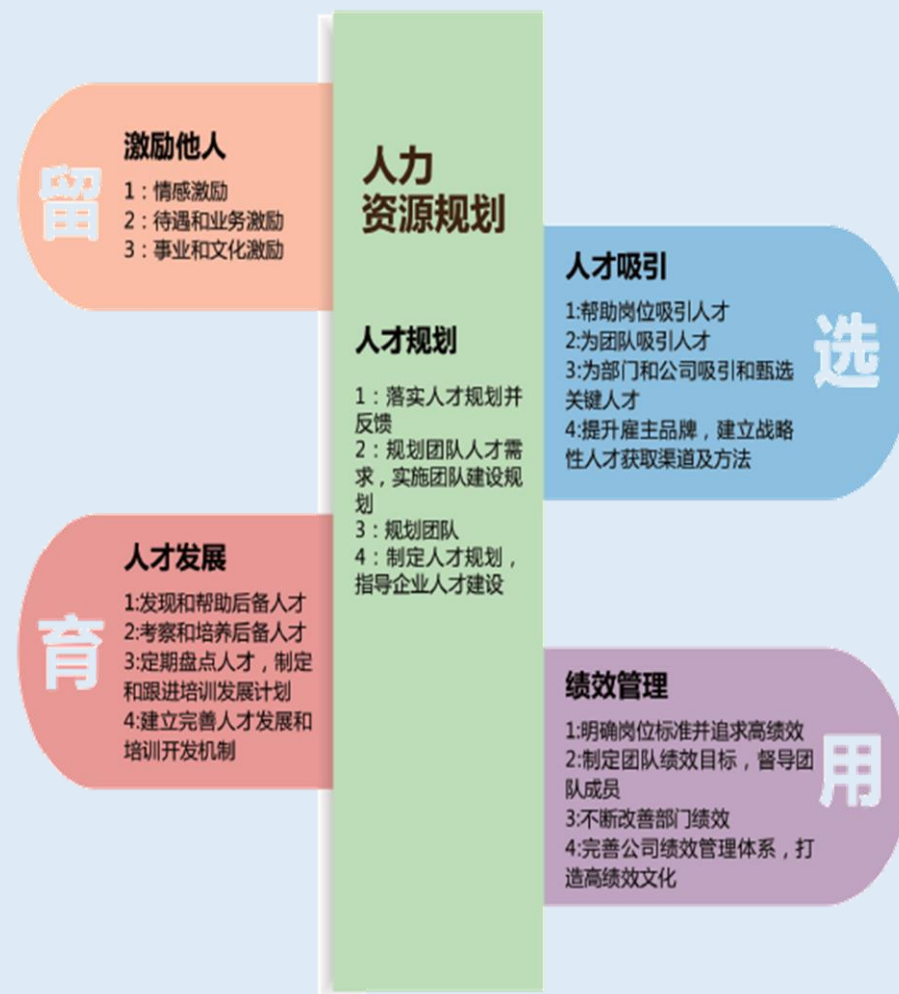 留
激励他人
1：情感激励
2：待遇和业务激励
3：事业和文化激励
人力
资源规划
人才规划
1：落实人才规划并
反馈
2：规划团队人才需
求，实施团队建设规
划
3：规划团队
4：制定人才规划，
指导企业人才建设
人才吸引
1:帮助岗位吸引人才
2:为团队吸引人才
3:为部门和公司吸引和甄选
关键人才
4:提升雇主品牌，建立战略
性人才获取渠道及方法
选
育
人才发展
1:发现和帮助后备人才
2:考察和培养后备人才
3:定期盘点人才，制定
和跟进培训发展计划
4:建立完善人才发展和
培训开发机制
绩效管理
1:明确岗位标准并追求高绩效
2:制定团队绩效目标，督导团
队成员
3:不断改善部门绩效
4:完善公司绩效管理体系，打
造高绩效文化
用